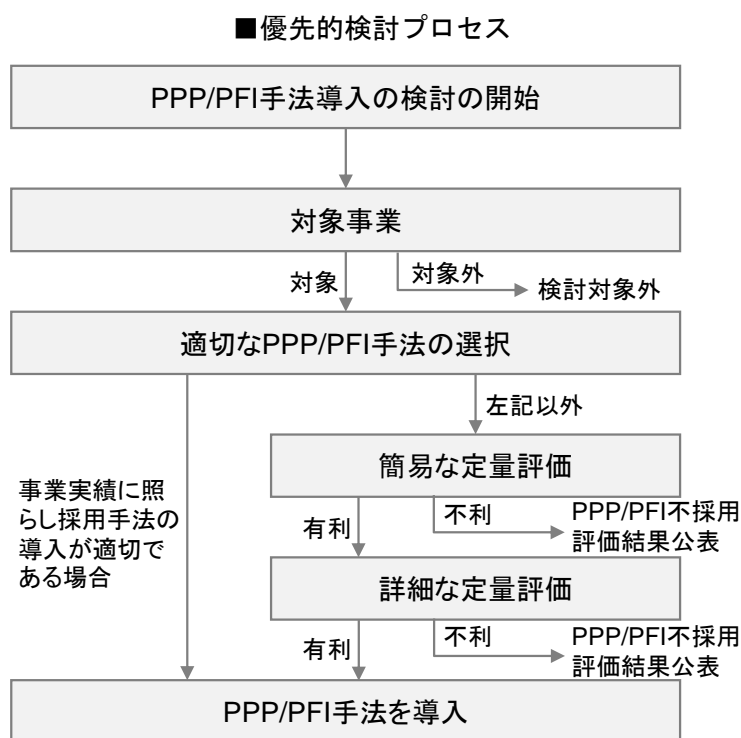 ■優先的検討プロセス
PPP/PFI手法導入の検討の開始
対象事業
対象
対象外
検討対象外
適切なPPP/PFI手法の選択
左記以外
事業実績に照
らし採用手法の
導入が適切で
ある場合
簡易な定量評価
有利
不利
PPP/PFI不採用
評価結果公表
詳細な定量評価
有利
不利
PPP/PFI不採用
評価結果公表
PPP/PFI手法を導入